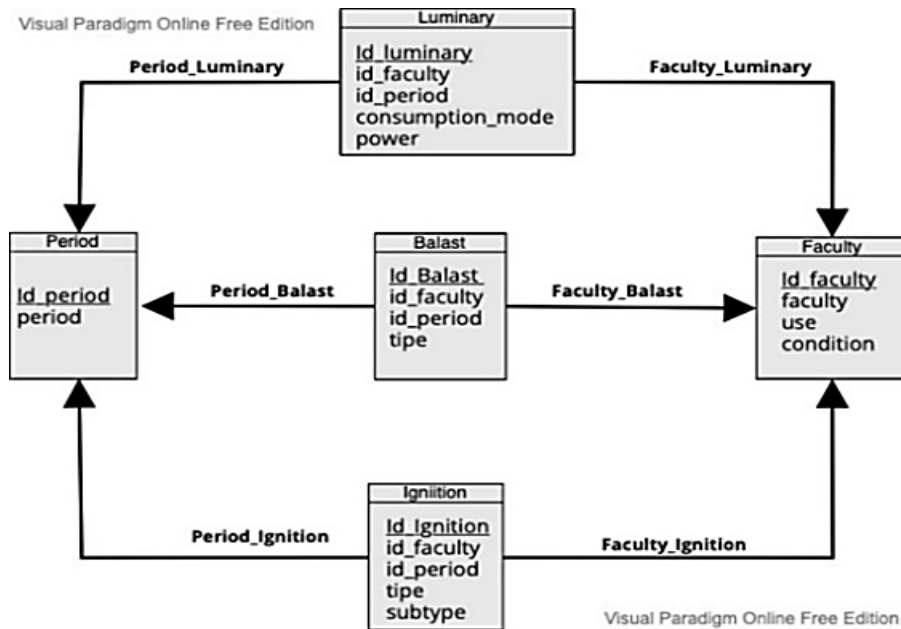 Visual Paradigm Online Free Edition
Luminary
Id_luminary
id_faculty
id_period
consumption_mode
power
Period_Luminary
Faculty_Luminary
Period
Id_period
period
Balast
Id_Balast
id_faculty
id_period
tipe
Faculty
Id_faculty
faculty
use
condition
Period_Balast
Faculty_Balast
Igniition
Id_Ignition
id_faculty
id_period
tipe
subtype
Period_Ignition
Faculty_Ignition
Visual Paradigm Online Free Edition